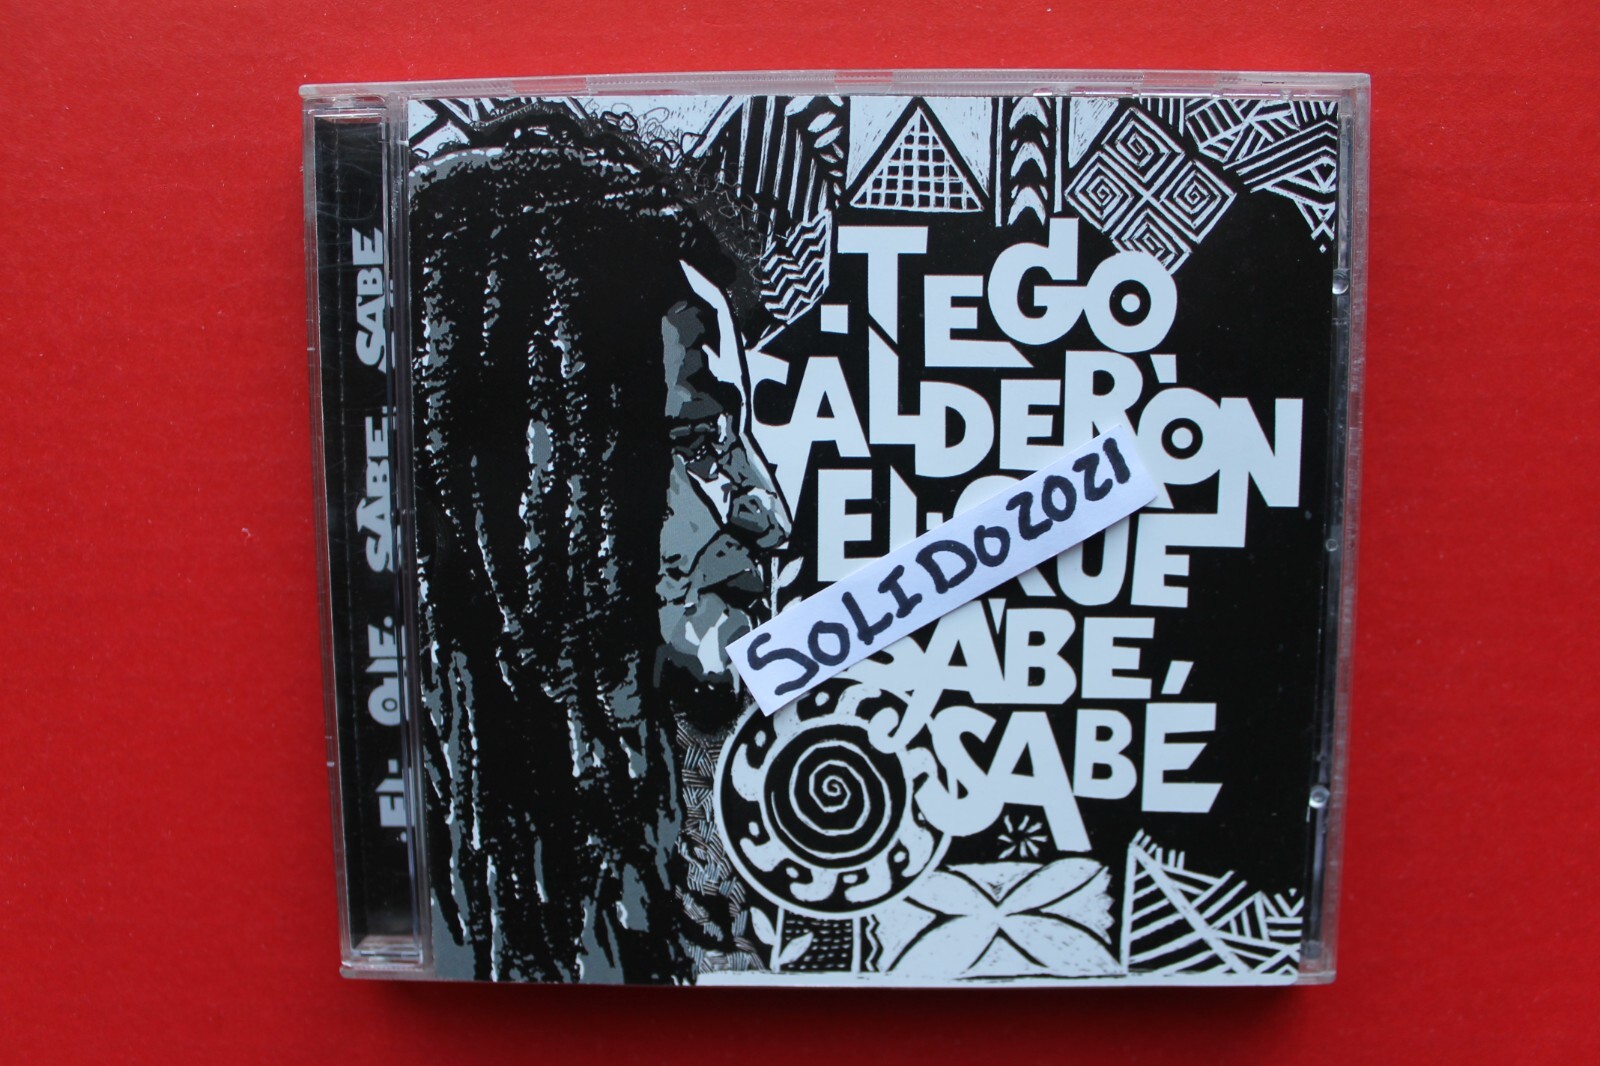 EL QUE SABE, SABE
TEGO
CALDERÓN
EL QUE
SABE,
SABE
SOLIDO2021